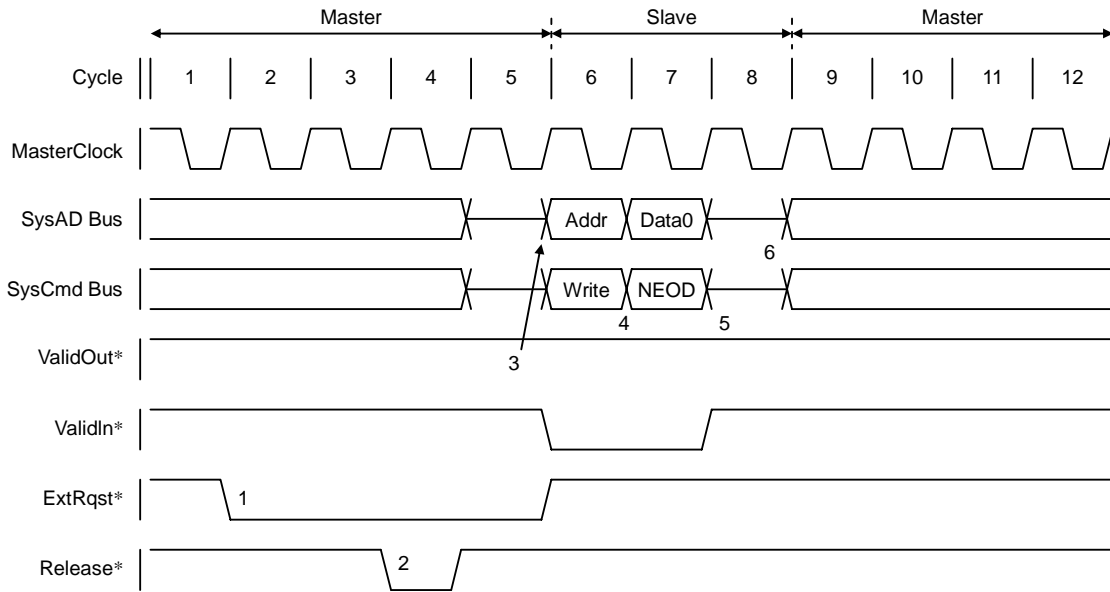 Master Slave Master
Cycle 1 2 3 4 5 6 7 8 9 10 11 12
MasterClock
SysAD Bus Addr Data0
6
SysCmd Bus Write NEOD
4 5
3
ValidOut*
ValidIn*
ExtRqst* 1
Release* 2